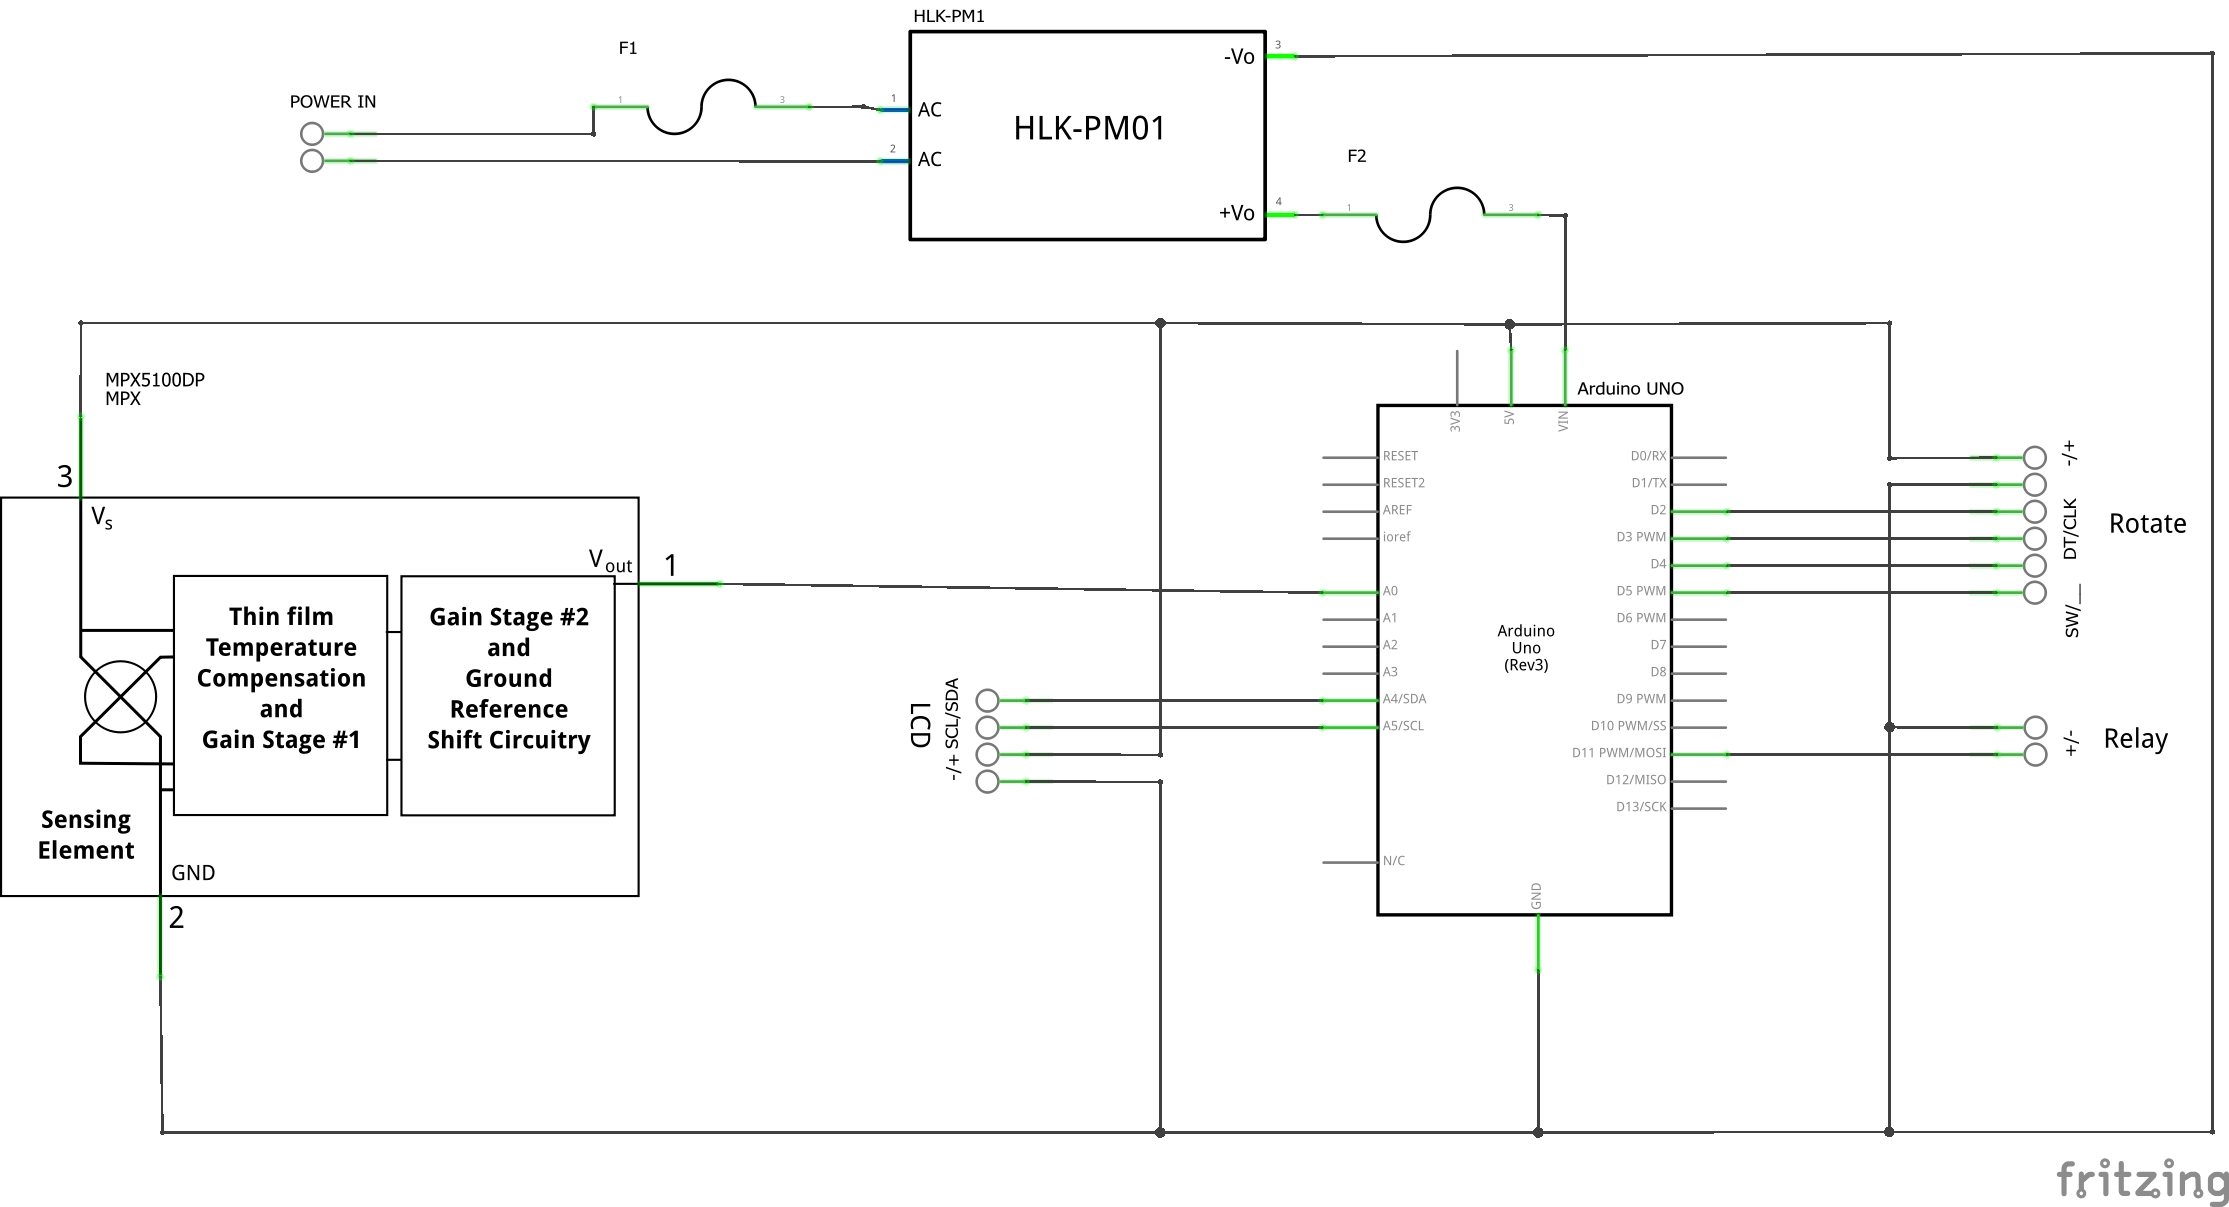 HLK-PM1
F1
POWER IN
1
3
1
AC
2
AC
HLK-PM01
-Vo
3
+Vo
4
F2
1
3
MPX5100DP
MPX
3
Vs
Vout
1
Thin film
Temperature
Compensation
and
Gain Stage #1
Gain Stage #2
and
Ground
Reference
Shift Circuitry
Sensing
Element
GND
2
LCD
-/+ SCL/SDA
Arduino UNO
3V3
5V
VIN
RESET
RESET2
AREF
ioref
A0
A1
A2
A3
A4/SDA
A5/SCL
N/C
Arduino
Uno
(Rev3)
D0/RX
D1/TX
D2
D3 PWM
D4
D5 PWM
D6 PWM
D7
D8
D9 PWM
D10 PWM/SS
D11 PWM/MOSI
D12/MISO
D13/SCK
GND
-/+
DT/CLK
SW/__
Rotate
+/-
Relay
fritzing